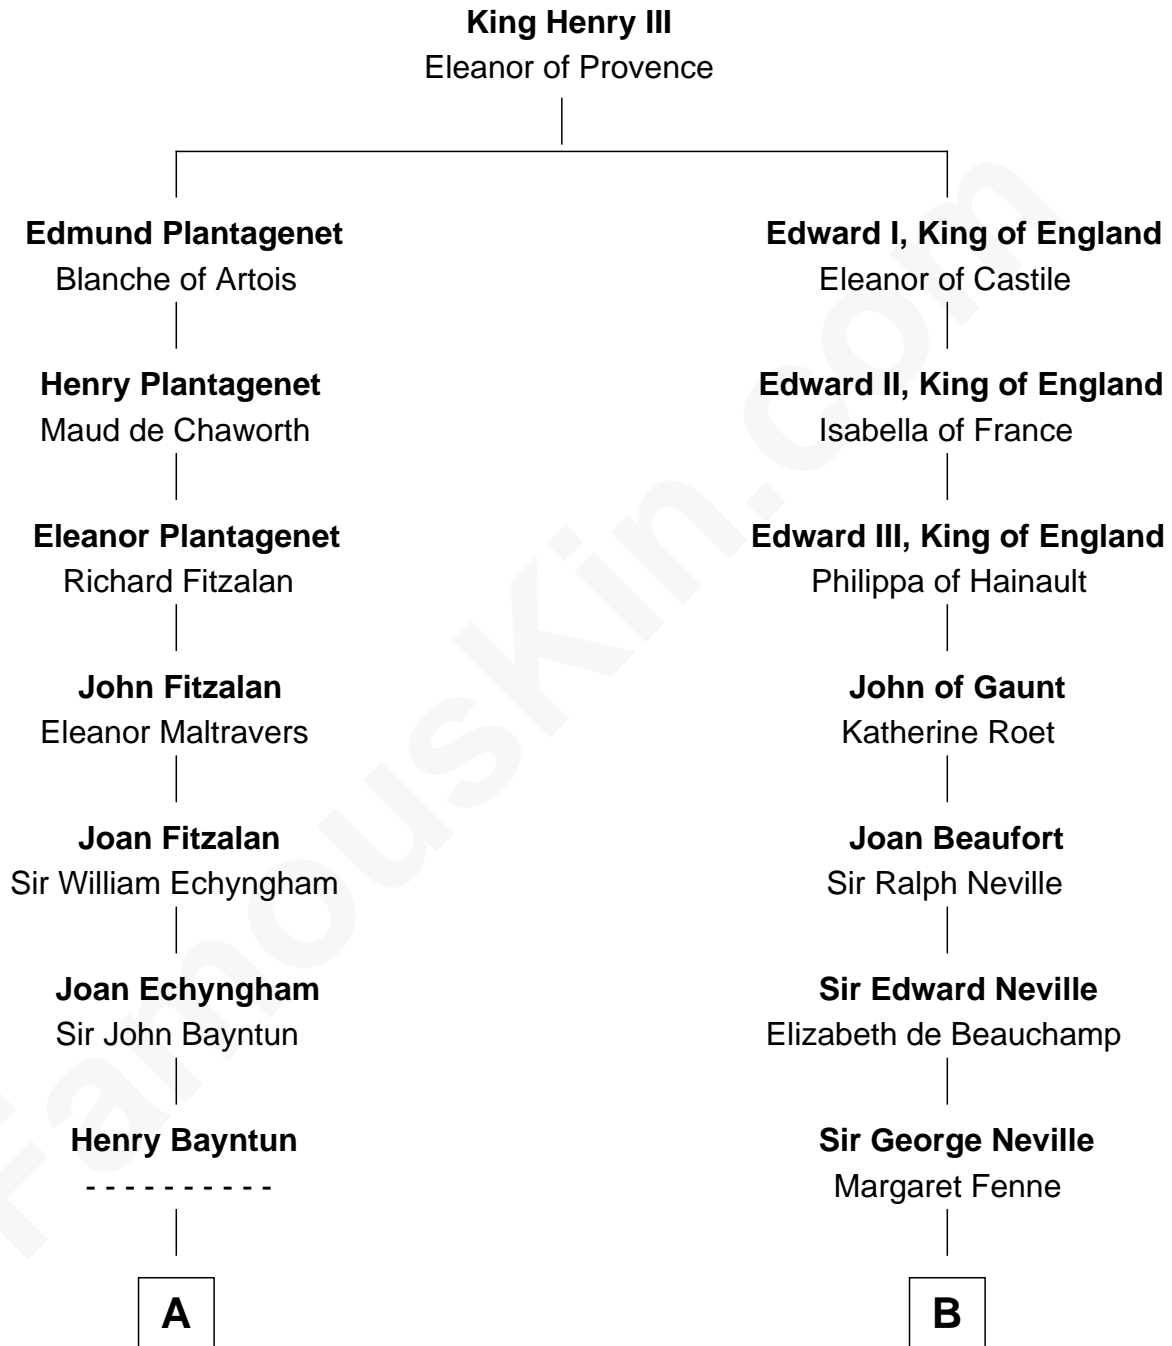 King Henry III
Eleanor of Provence
Edmund Plantagenet
Blanche of Artois
Henry Plantagenet
Maud de Chaworth
Eleanor Plantagenet
Richard Fitzalan
John Fitzalan
Eleanor Maltravers
Joan Fitzalan
Sir William Echyngham
Joan Echyngham
Sir John Bayntun
Henry Bayntun
- - - - - - - - - -
A
Edward I, King of England
Eleanor of Castile
Edward II, King of England
Isabella of France
Edward III, King of England
Philippa of Hainault
John of Gaunt
Katherine Roet
Joan Beaufort
Sir Ralph Neville
Sir Edward Neville
Elizabeth de Beauchamp
Sir George Neville
Margaret Fenne
B
FamousKin.com